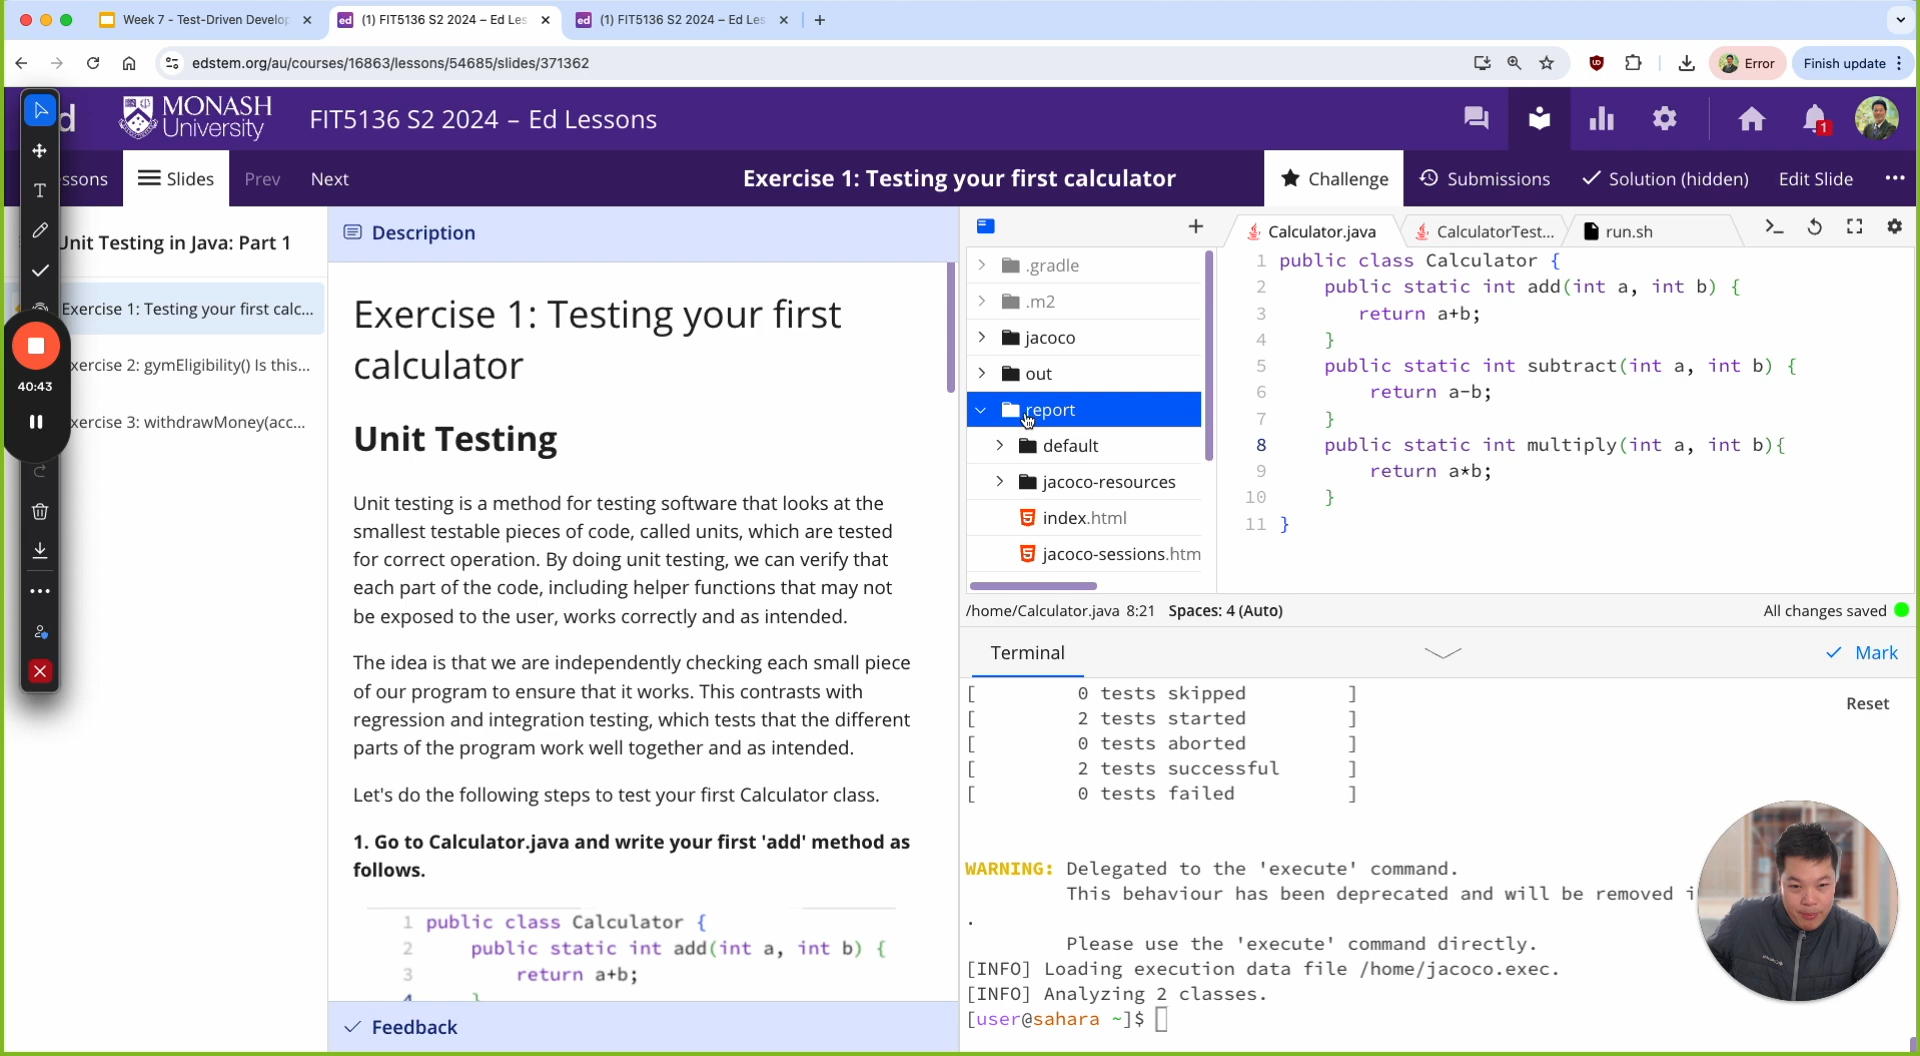 Week 7 - Test-Driven Develop
(1) FIT5136 S2 2024 – Ed Les
(1) FIT5136 S2 2024 – Ed Les
edstem.org/au/courses/16863/lessons/54685/slides/371362
Error
Finish update
d
MONASH
University
FIT5136 S2 2024 – Ed Lessons
1
ssons
Slides
Prev
Next
Exercise 1: Testing your first calculator
Challenge
Submissions
Solution (hidden)
Edit Slide
Unit Testing in Java: Part 1
Exercise 1: Testing your first calc...
xercise 2: gymEligibility() Is this...
xercise 3: withdrawMoney(acc...
40:43
Description
Exercise 1: Testing your first
calculator
Unit Testing
Unit testing is a method for testing software that looks at the
smallest testable pieces of code, called units, which are tested
for correct operation. By doing unit testing, we can verify that
each part of the code, including helper functions that may not
be exposed to the user, works correctly and as intended.
The idea is that we are independently checking each small piece
of our program to ensure that it works. This contrasts with
regression and integration testing, which tests that the different
parts of the program work well together and as intended.
Let's do the following steps to test your first Calculator class.
1. Go to Calculator.java and write your first 'add' method as
follows.
1 public class Calculator {
2 public static int add(int a, int b) {
3 return a+b;
4 }
Feedback
.gradle
.m2
jacoco
out
report
default
jacoco-resources
index.html
jacoco-sessions.htm
Calculator.java
CalculatorTest...
run.sh
1 public class Calculator {
2 public static int add(int a, int b) {
3 return a+b;
4 }
5 public static int subtract(int a, int b) {
6 return a-b;
7 }
8 public static int multiply(int a, int b){
9 return a*b;
10 }
11 }
/home/Calculator.java 8:21 Spaces: 4 (Auto)
All changes saved
Terminal
Mark
Reset
[ 0 tests skipped ]
[ 2 tests started ]
[ 0 tests aborted ]
[ 2 tests successful ]
[ 0 tests failed ]
WARNING: Delegated to the 'execute' command.
This behaviour has been deprecated and will be removed i
.
Please use the 'execute' command directly.
[INFO] Loading execution data file /home/jacoco.exec.
[INFO] Analyzing 2 classes.
[user@sahara ~]$